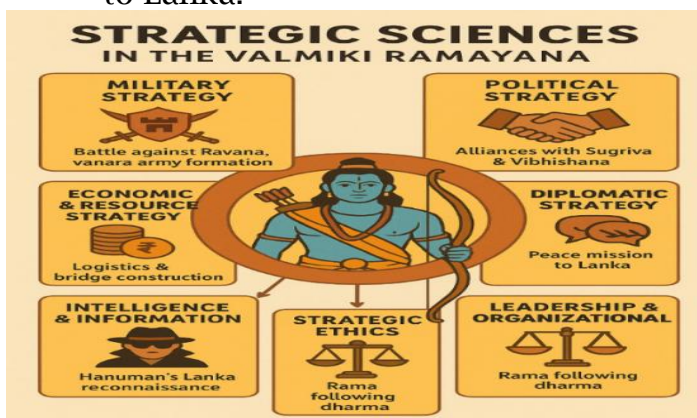 to Lanka.
STRATEGIC SCIENCES
IN THE VALMIKI RAMAYANA
MILITARY
STRATEGY
Battle against Ravana,
vanara army formation
POLITICAL
STRATEGY
Alliances with Sugriva
& Vibhishana
ECONOMIC
& RESOURCE
STRATEGY
₹
Logistics &
bridge construction
DIPLOMATIC
STRATEGY
Peace mission
to Lanka
INTELLIGENCE
& INFORMATION
Hanuman's Lanka
reconnaissance
STRATEGIC
ETHICS
Rama
following
dharma
LEADERSHIP &
ORGANIZATIONAL
Rama following
dharma